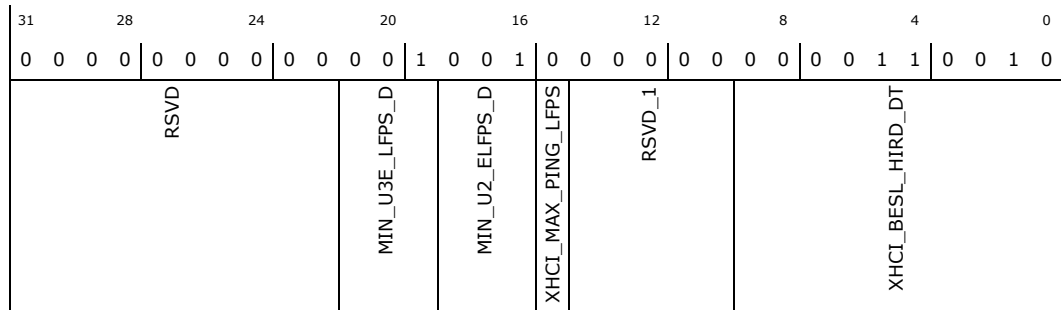 31 28 24 20 16 12 8 4 0
0 0 0 0 0 0 0 0 0 0 0 0 1 0 0 1 0 0 0 0 0 0 0 0 0 0 1 1 0 0 1 0
RSVD
MIN_U3E_LFPS_D
MIN_U2_ELFPS_D
XHCI_MAX_PING_LFPS
RSVD_1
XHCI_BESL_HIRD_DT